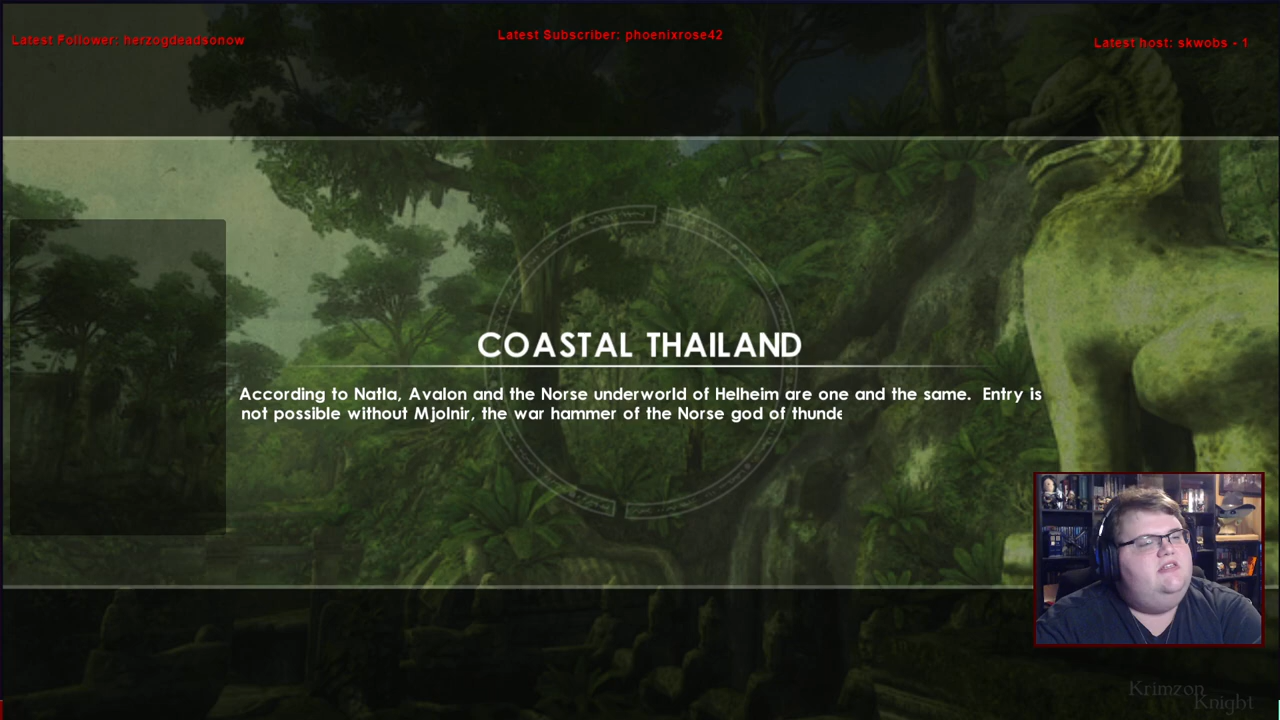 Latest Follower: herzogdeadsonow
Latest Subscriber: phoenixrose42
Latest host: skwobs - 1
COASTAL THAILAND
According to Natla, Avalon and the Norse underworld of Helheim are one and the same. Entry is
not possible without Mjolnir, the war hammer of the Norse god of thunde
Krimzon
Knight